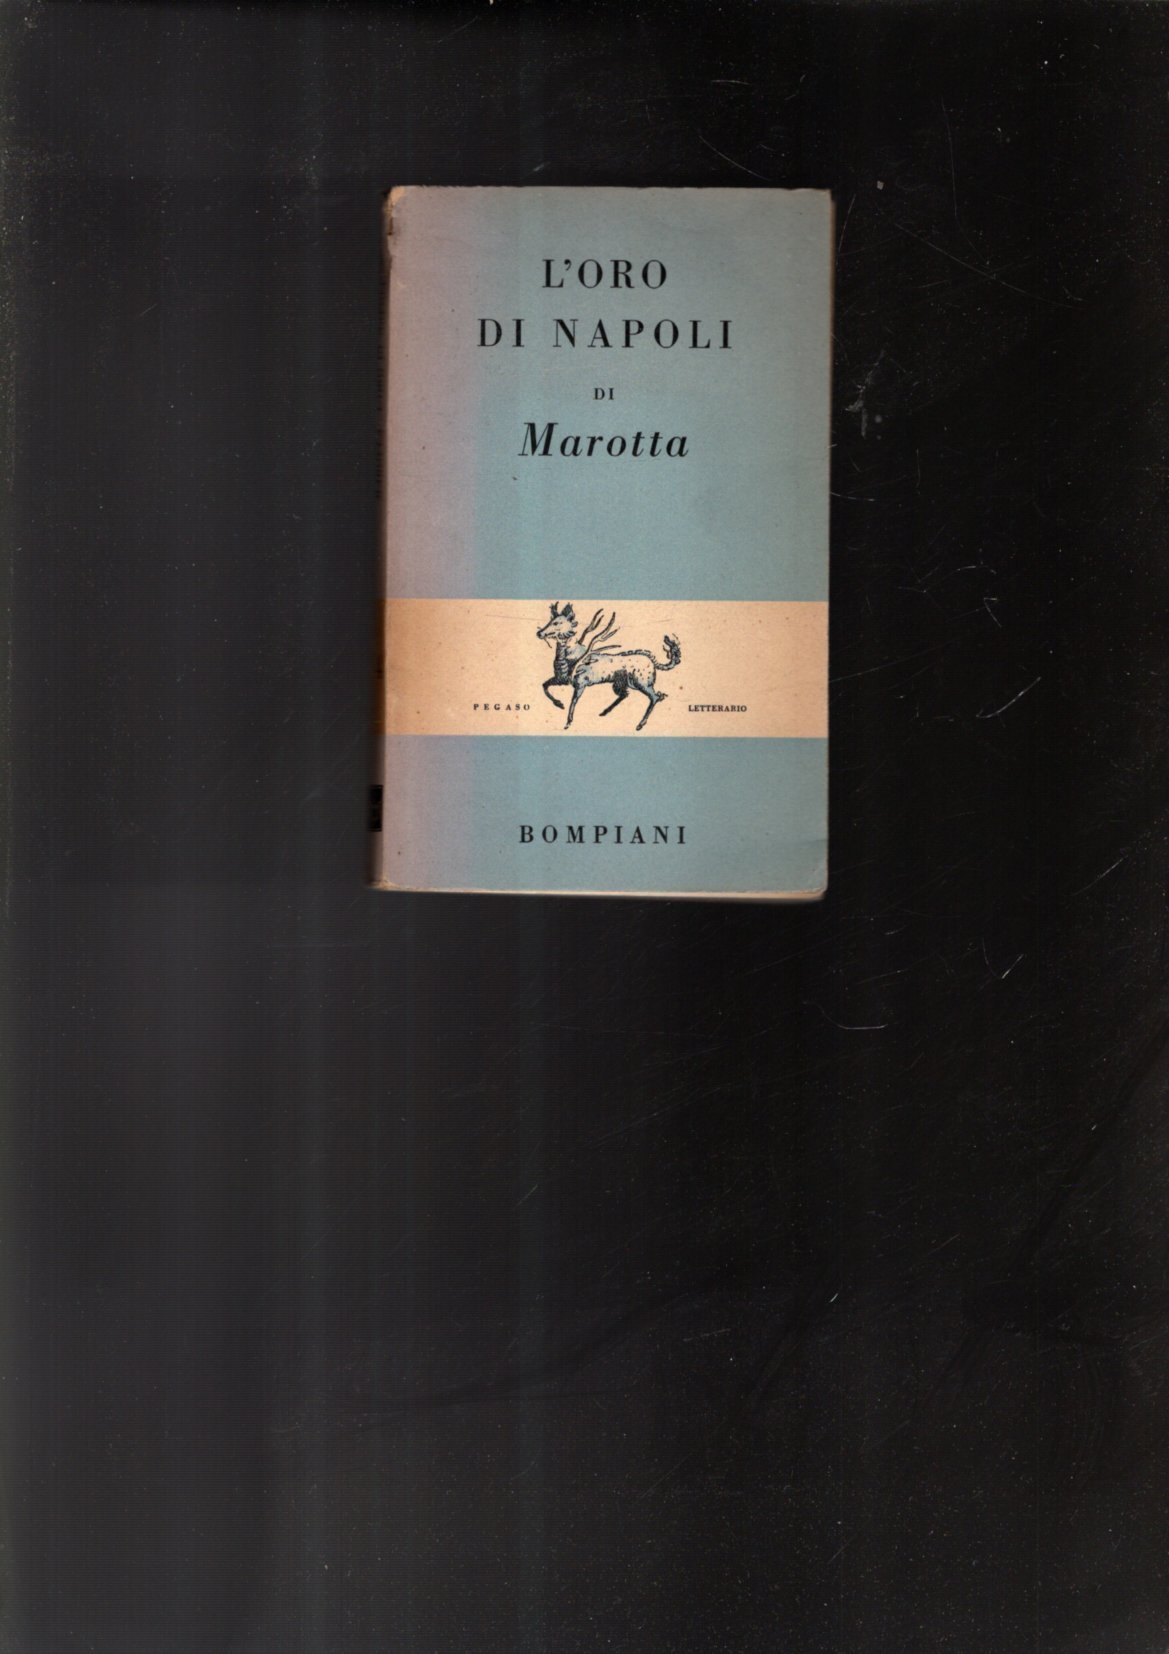 L'ORO
DI NAPOLI
DI
Marotta
PEGASO LETTERARIO
BOMPIANI